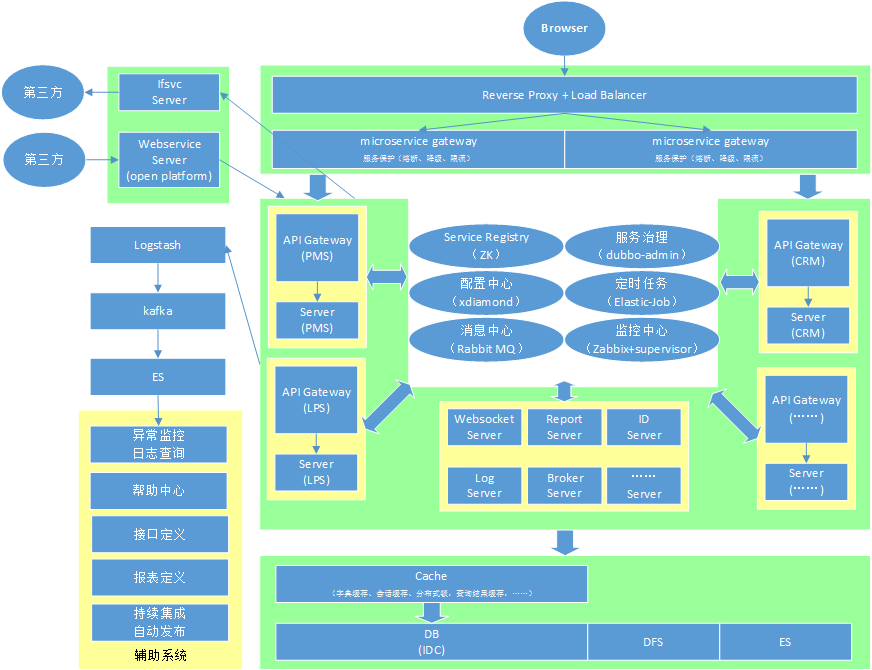 Browser
第三方
Ifsvc
Server
Reverse Proxy + Load Balancer
第三方
Webservice
Server
(open platform)
microservice gateway
服务保护（熔断、降级、限流）
microservice gateway
服务保护（熔断、降级、限流）
Logstash
kafka
ES
异常监控
日志查询
帮助中心
接口定义
报表定义
持续集成
自动发布
辅助系统
API Gateway
(PMS)
Server
(PMS)
API Gateway
(LPS)
Server
(LPS)
Service Registry
（ZK）
服务治理
（dubbo-admin）
配置中心
(xdiamond)
定时任务
（Elastic-Job）
消息中心
（Rabbit MQ）
监控中心
（Zabbix+supervisor）
API Gateway
(CRM)
Server
(CRM)
API Gateway
(……)
Server
(……)
Websocket
Server
Report
Server
ID
Server
Log
Server
Broker
Server
……
Server
Cache
（字典缓存、会话缓存、分布式锁、查询结果缓存、……）
DB
(IDC)
DFS
ES